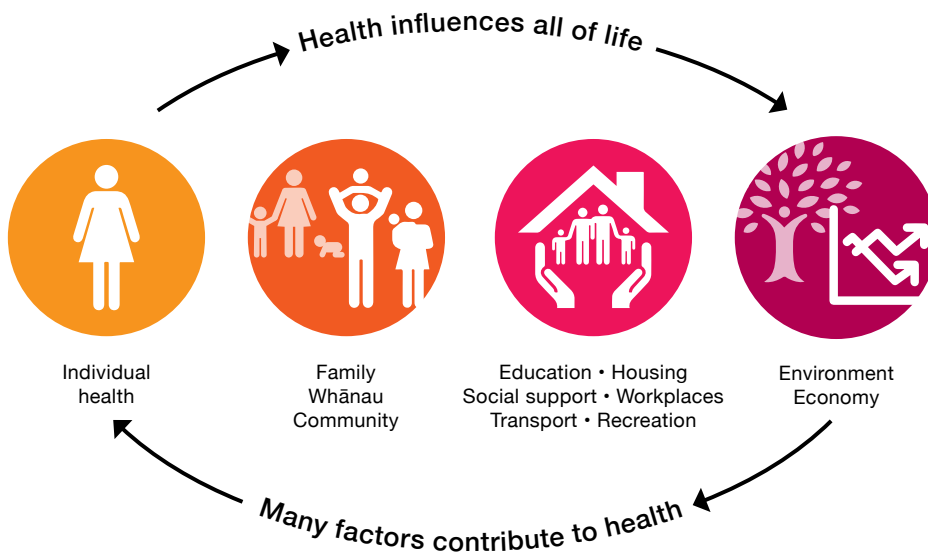 Health influences all of life
Individual
health
Family
Whānau
Community
Education • Housing
Social support • Workplaces
Transport • Recreation
Environment
Economy
Many factors contribute to health